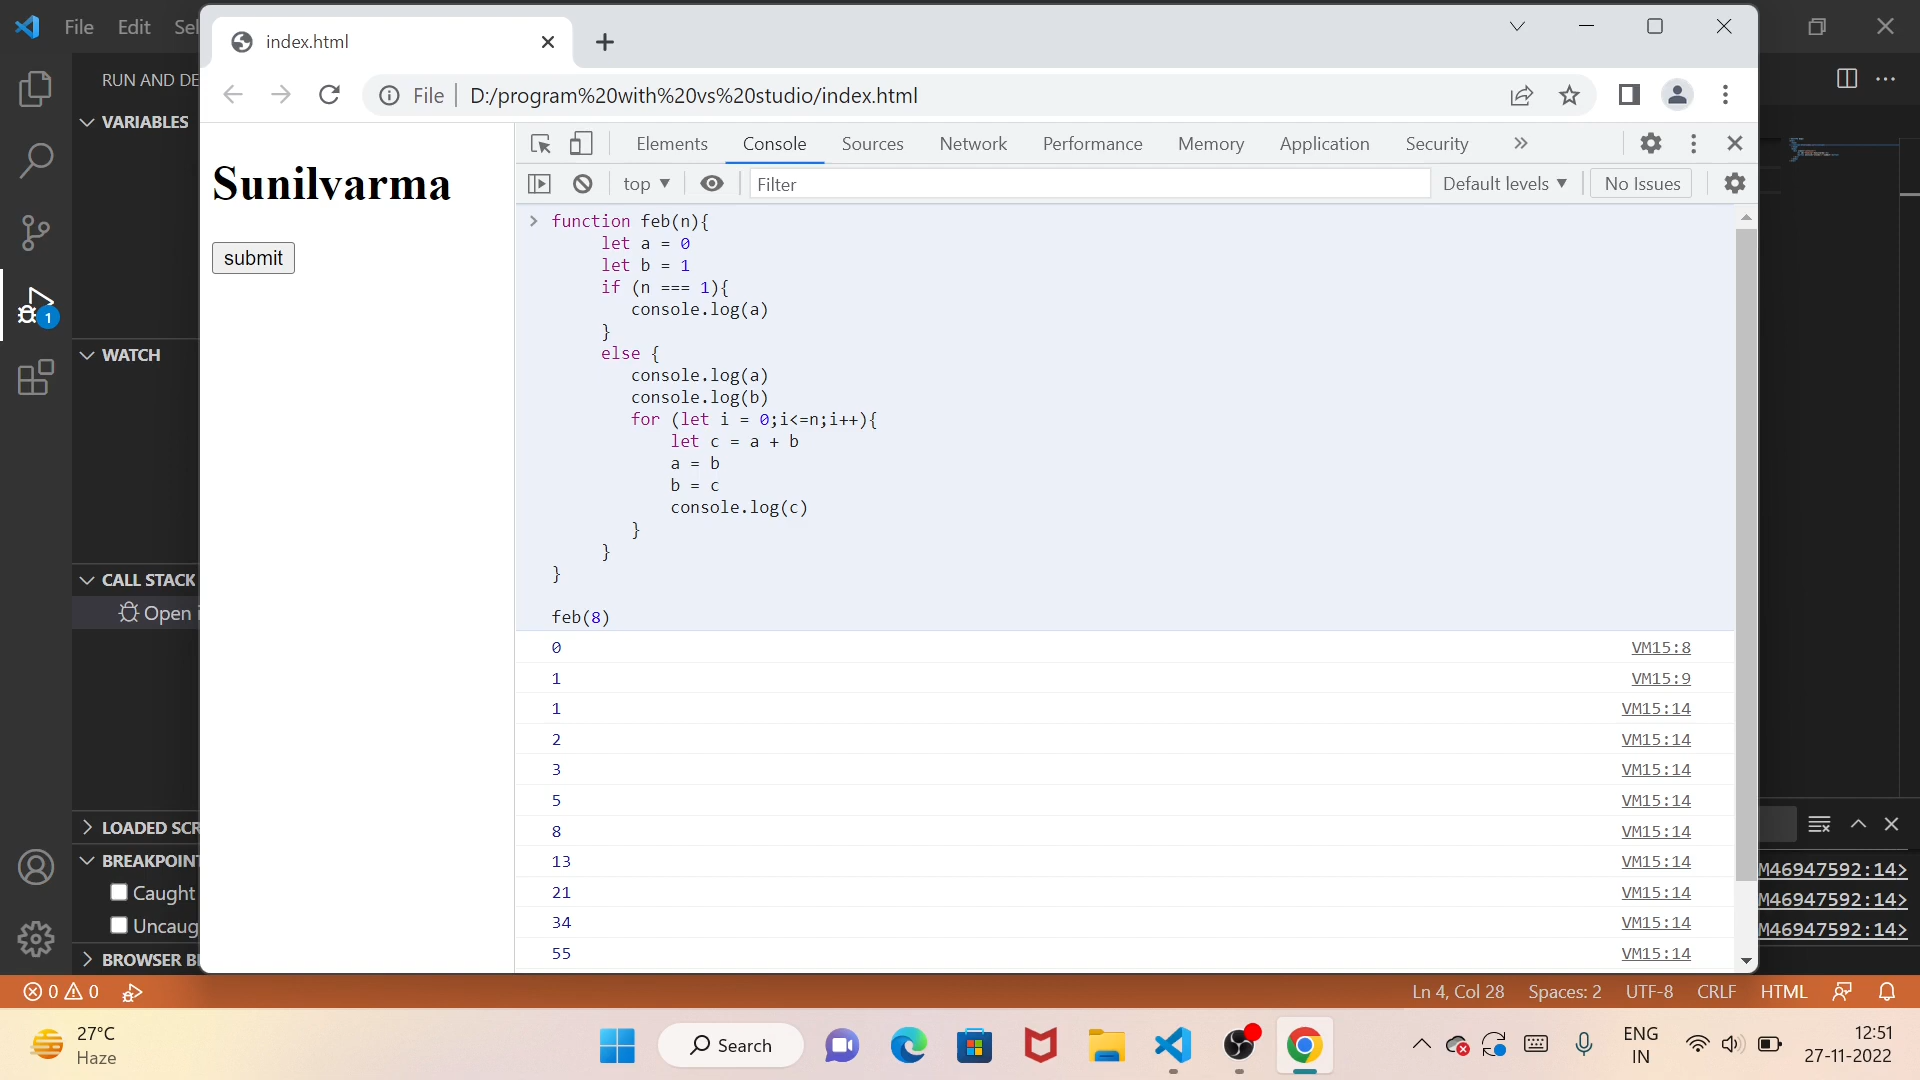 File Edit Sel
index.html
File D:/program%20with%20vs%20studio/index.html
RUN AND DE
VARIABLES
WATCH
CALL STACK
Open i
LOADED SCR
BREAKPOINT
Caught
Uncaug
BROWSER B
1
Sunilvarma
submit
Elements Console Sources Network Performance Memory Application Security
top Filter Default levels No Issues
function feb(n){
let a = 0
let b = 1
if (n === 1){
console.log(a)
}
else {
console.log(a)
console.log(b)
for (let i = 0;i<=n;i++){
let c = a + b
a = b
b = c
console.log(c)
}
}
}
feb(8)
0 VM15:8
1 VM15:9
1 VM15:14
2 VM15:14
3 VM15:14
5 VM15:14
8 VM15:14
13 VM15:14
21 VM15:14
34 VM15:14
55 VM15:14
M46947592:14>
M46947592:14>
M46947592:14>
0 0 Ln 4, Col 28 Spaces: 2 UTF-8 CRLF HTML
27°C
Haze
Search
ENG
IN
12:51
27-11-2022